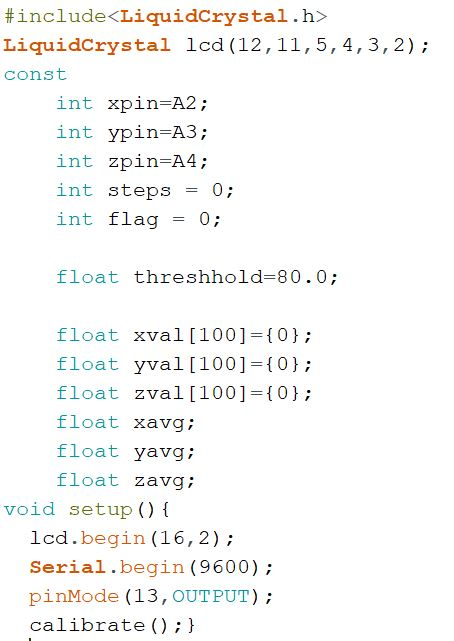 #include<LiquidCrystal.h>
LiquidCrystal lcd(12,11,5,4,3,2);
const
    int xpin=A2;
    int ypin=A3;
    int zpin=A4;
    int steps = 0;
    int flag = 0;

    float threshhold=80.0;

    float xval[100]={0};
    float yval[100]={0};
    float zval[100]={0};
    float xavg;
    float yavg;
    float zavg;
void setup(){
  lcd.begin(16,2);
  Serial.begin(9600);
  pinMode(13,OUTPUT);
  calibrate();}